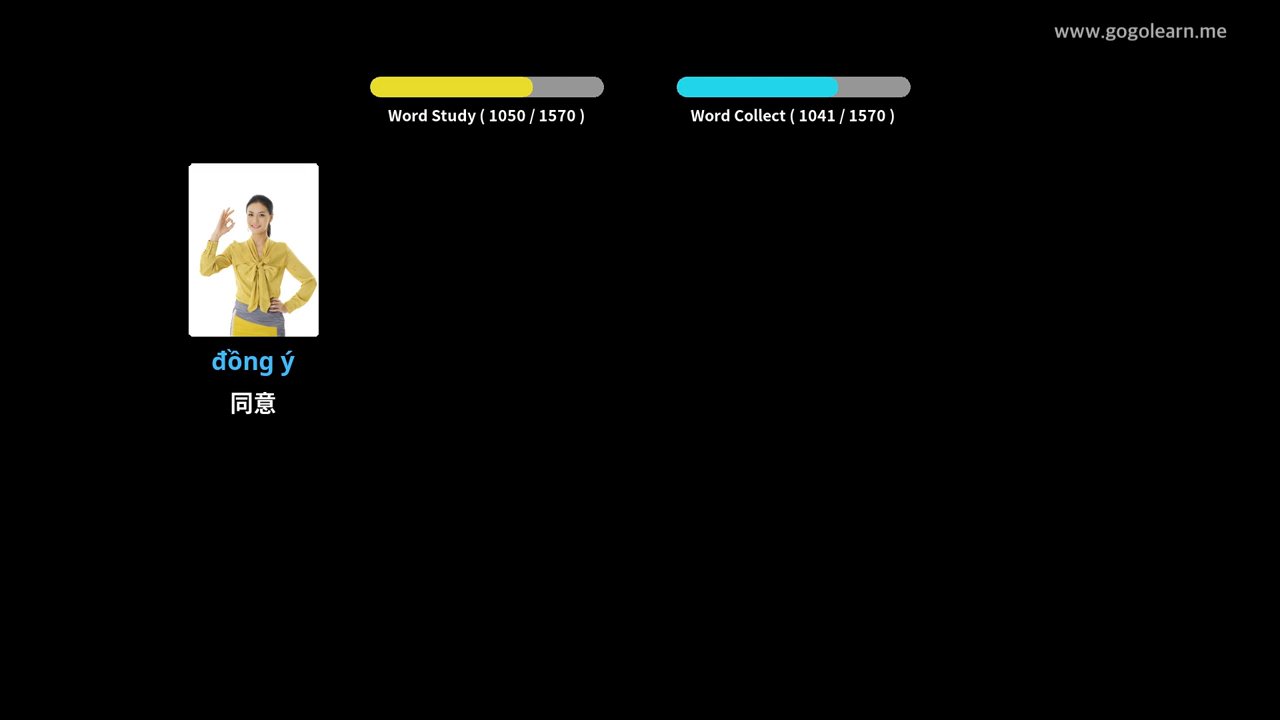 www.gogolearn.me
Word Study ( 1050 / 1570 )
Word Collect ( 1041 / 1570 )
đồng ý
同意